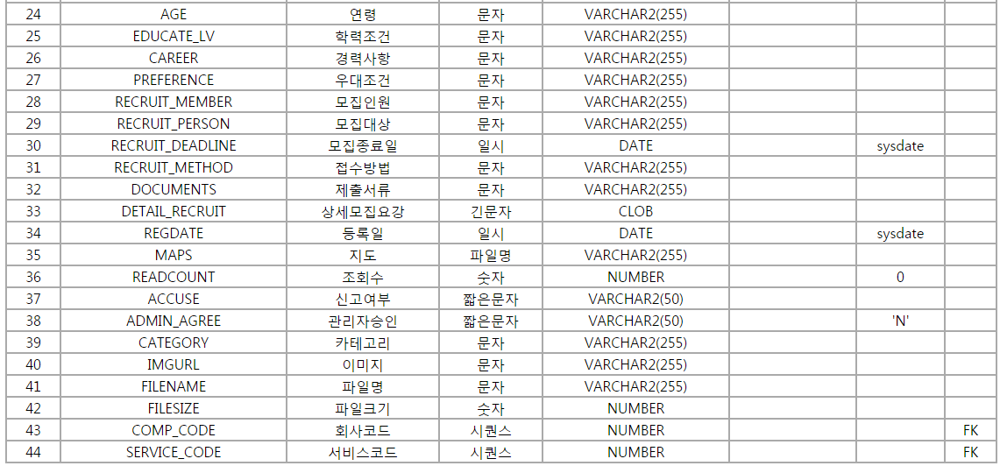 24 AGE 연령 문자 VARCHAR2(255)
25 EDUCATE_LV 학력조건 문자 VARCHAR2(255)
26 CAREER 경력사항 문자 VARCHAR2(255)
27 PREFERENCE 우대조건 문자 VARCHAR2(255)
28 RECRUIT_MEMBER 모집인원 문자 VARCHAR2(255)
29 RECRUIT_PERSON 모집대상 문자 VARCHAR2(255)
30 RECRUIT_DEADLINE 모집종료일 일시 DATE sysdate
31 RECRUIT_METHOD 접수방법 문자 VARCHAR2(255)
32 DOCUMENTS 제출서류 문자 VARCHAR2(255)
33 DETAIL_RECRUIT 상세모집요강 긴문자 CLOB
34 REGDATE 등록일 일시 DATE sysdate
35 MAPS 지도 파일명 VARCHAR2(255)
36 READCOUNT 조회수 숫자 NUMBER 0
37 ACCUSE 신고여부 짧은문자 VARCHAR2(50)
38 ADMIN_AGREE 관리자승인 짧은문자 VARCHAR2(50) 'N'
39 CATEGORY 카테고리 문자 VARCHAR2(255)
40 IMGURL 이미지 문자 VARCHAR2(255)
41 FILENAME 파일명 문자 VARCHAR2(255)
42 FILESIZE 파일크기 숫자 NUMBER
43 COMP_CODE 회사코드 시퀀스 NUMBER FK
44 SERVICE_CODE 서비스코드 시퀀스 NUMBER FK